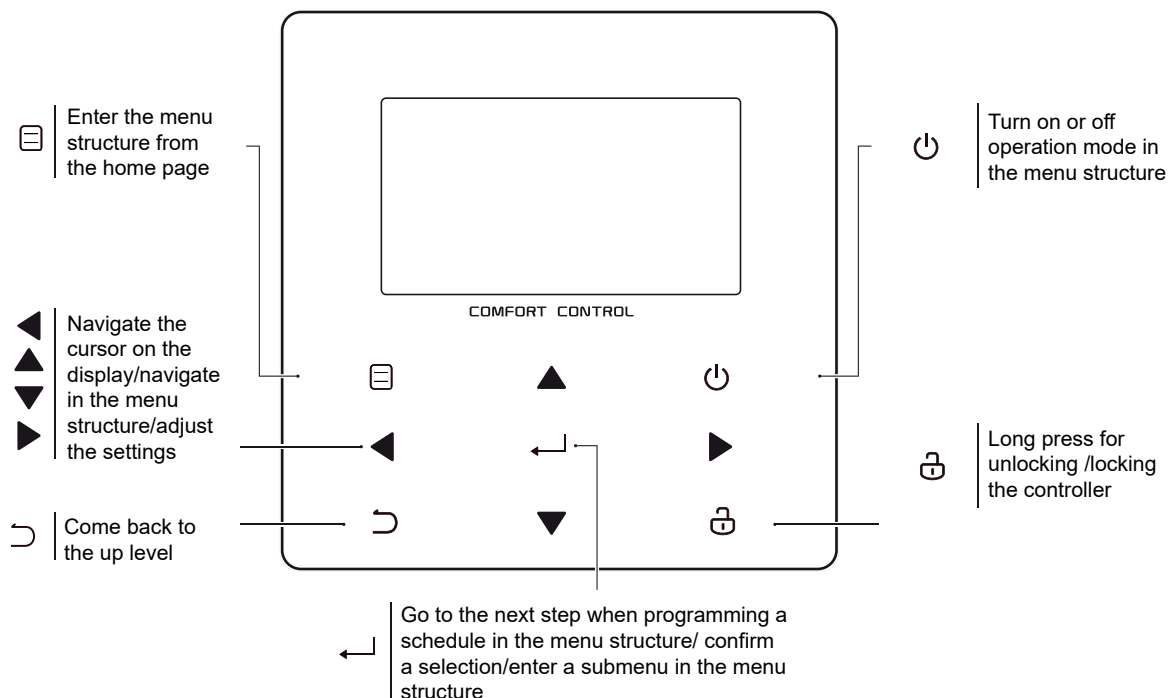 Enter the menu
structure from
the home page
Turn on or off
operation mode in
the menu structure
COMFORT CONTROL
Navigate the
cursor on the
display/navigate
in the menu
structure/adjust
the settings
Long press for
unlocking /locking
the controller
Come back to
the up level
Go to the next step when programming a
schedule in the menu structure/ confirm
a selection/enter a submenu in the menu
structure